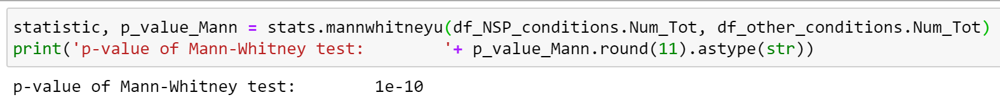 statistic, p_value_Mann = stats.mannwhitneyu(df_NSP_conditions.Num_Tot, df_other_conditions.Num_Tot)
print('p-value of Mann-Whitney test:        '+ p_value_Mann.round(11).astype(str))
p-value of Mann-Whitney test:        1e-10